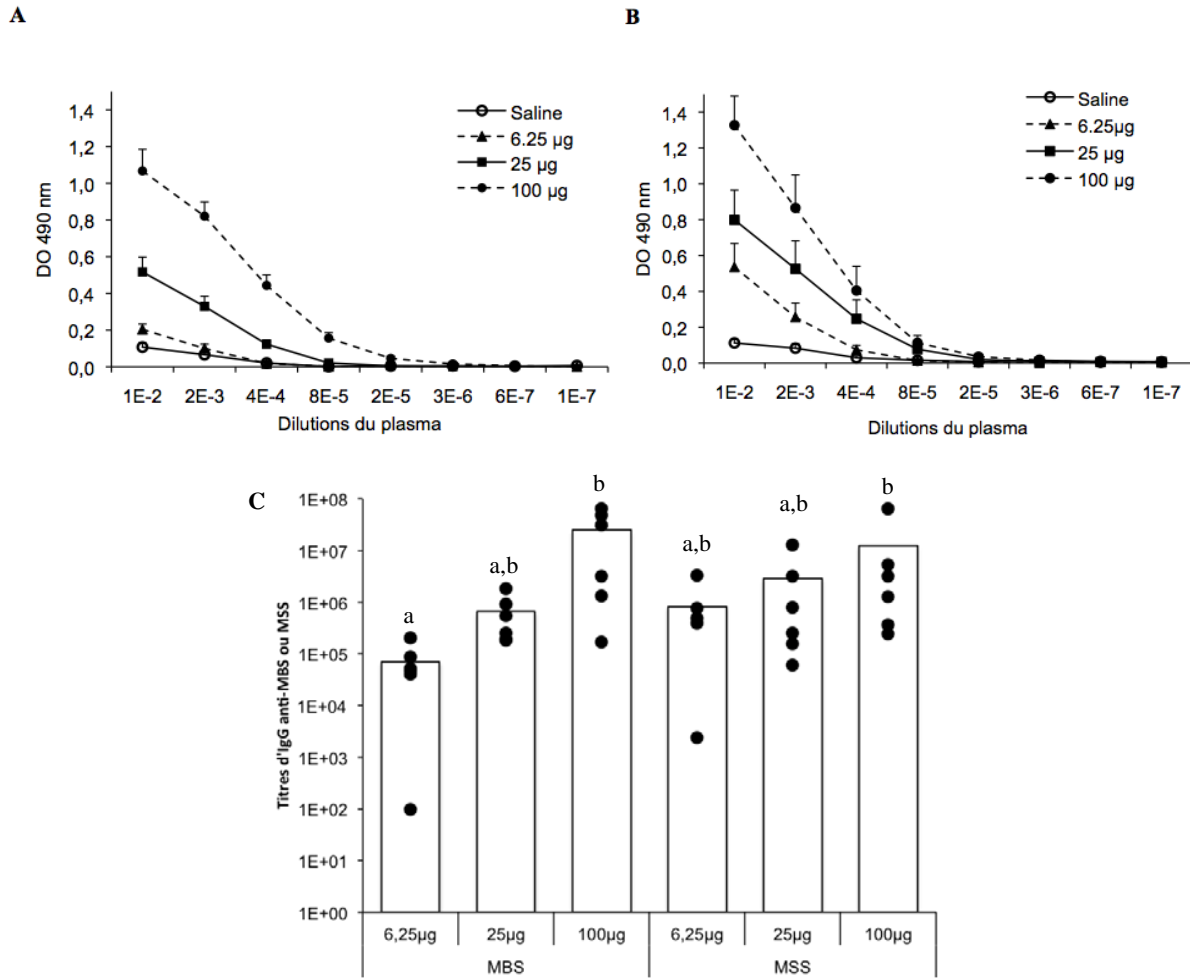 A
B
DO 490 nm
1,4
1,2
1,0
0,8
0,6
0,4
0,2
0,0
Saline
6.25 µg
25 µg
100 µg
1E-2 2E-3 4E-4 8E-5 2E-5 3E-6 6E-7 1E-7
Dilutions du plasma
DO 490 nm
1,4
1,2
1,0
0,8
0,6
0,4
0,2
0,0
Saline
6.25µg
25 µg
100 µg
1E-2 2E-3 4E-4 8E-5 2E-5 3E-6 6E-7 1E-7
Dilutions du plasma
C
Titres d'IgG anti-MBS ou MSS
1E+08
1E+07
1E+06
1E+05
1E+04
1E+03
1E+02
1E+01
1E+00
a
a,b
b
a,b
a,b
b
6,25µg 25µg 100µg 6,25µg 25µg 100µg
MBS MSS